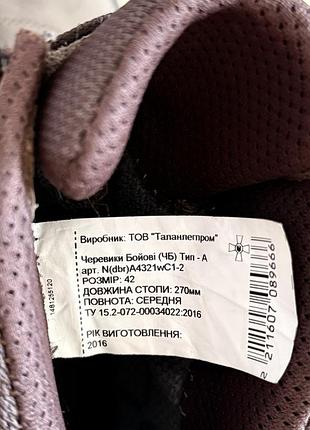 Виробник: ТОВ "Таланлегпром"
Черевики Бойові (ЧБ) Тип - А
арт. N(dbr)A4321wC1-2
РОЗМІР: 42
ДОВЖИНА СТОПИ: 270мм
ПОВНОТА: СЕРЕДНЯ
ТУ 15.2-072-00034022:2016
РІК ВИГОТОВЛЕННЯ:
2016
1481255120
2 211607 089666